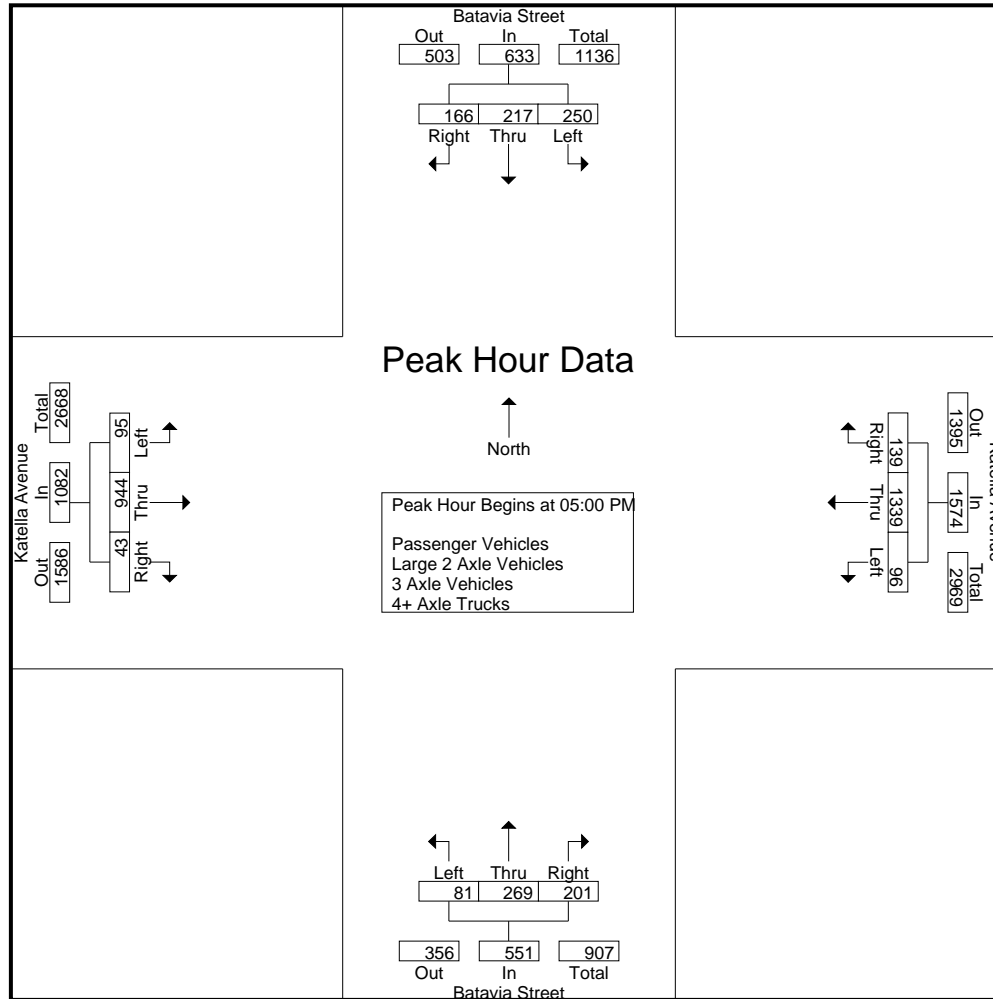 Batavia Street
Out In Total
503 633 1136
166 217 250
Right Thru Left
Peak Hour Data
North
Peak Hour Begins at 05:00 PM
Passenger Vehicles
Large 2 Axle Vehicles
3 Axle Vehicles
4+ Axle Trucks
Katella Avenue
Out In Total
1586 1082 2668
43 944 95
Right Thru Left
Katella Avenue
Out In Total
1395 1574 2969
139 1339 96
Right Thru Left
Left Thru Right
81 269 201
356 551 907
Out In Total
Batavia Street